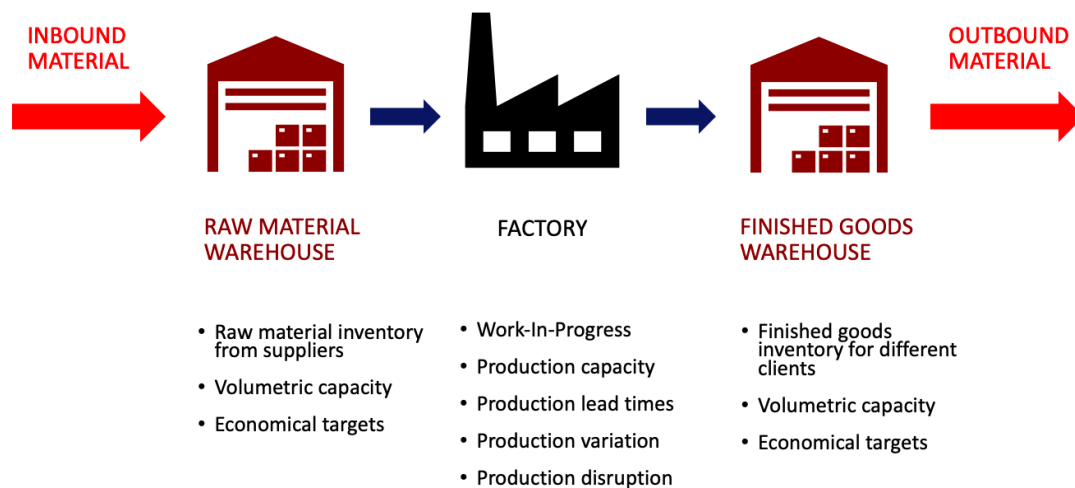 INBOUND
MATERIAL
OUTBOUND
MATERIAL
RAW MATERIAL
WAREHOUSE
FACTORY
FINISHED GOODS
WAREHOUSE
• Raw material inventory
from suppliers
• Volumetric capacity
• Economical targets
• Work-In-Progress
• Production capacity
• Production lead times
• Production variation
• Production disruption
• Finished goods
inventory for different
clients
• Volumetric capacity
• Economical targets